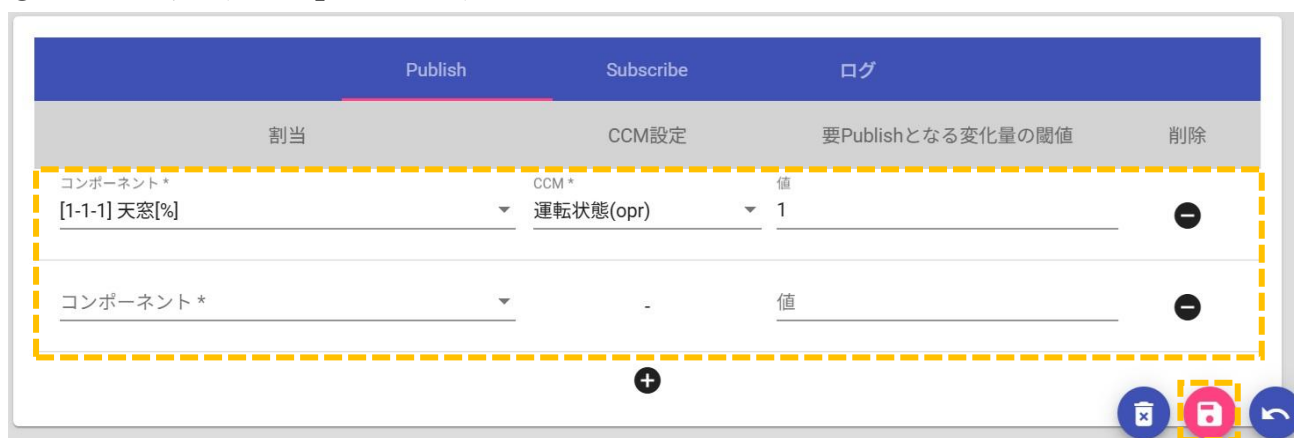 Publish Subscribe ログ
割当 CCM設定 要Publishとなる変化量の閾値 削除
コンポーネント * CCM * 値
[1-1-1] 天窓[%] 運転状態(opr) 1
コンポーネント * - 値